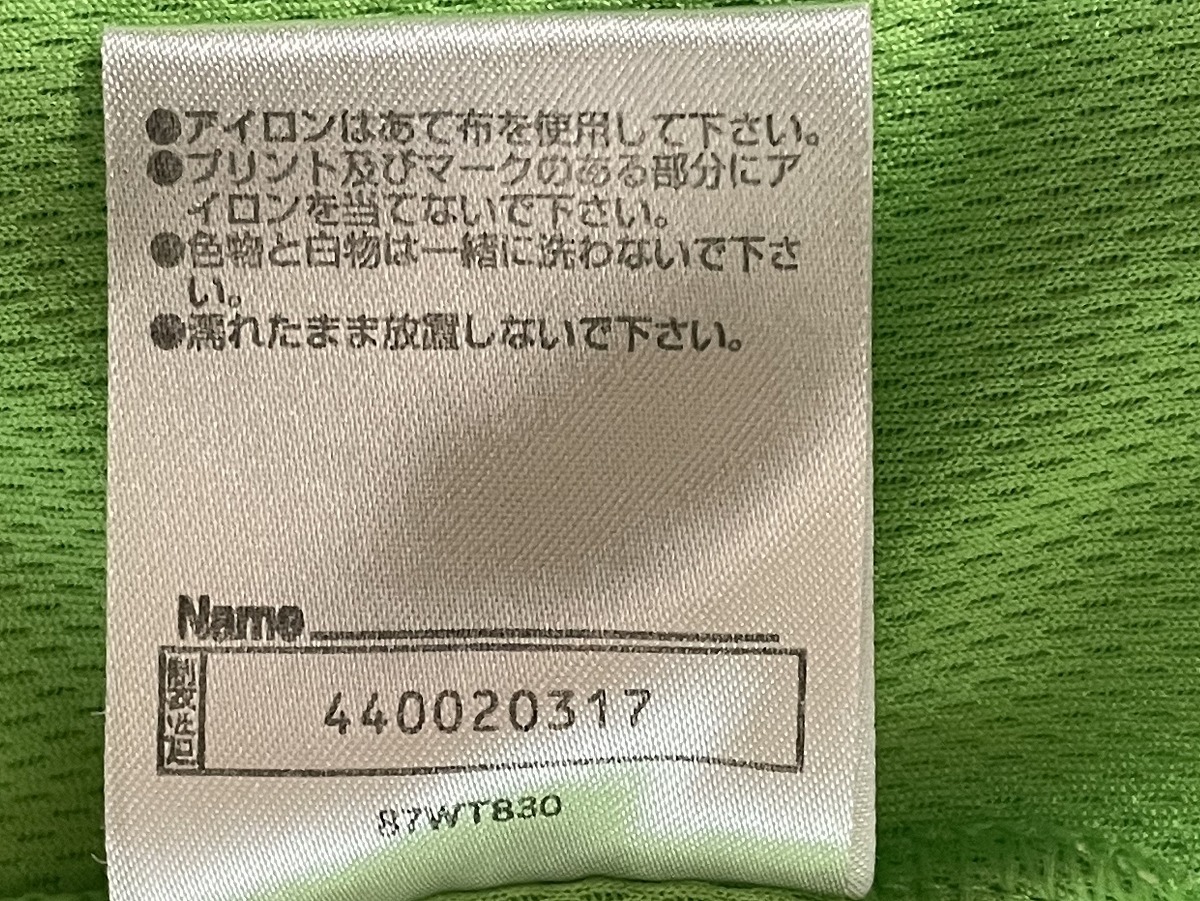 ●アイロンはあて布を使用して下さい。
●プリント及びマークのある部分にア
イロンを当てないで下さい。
●色物と白物は一緒に洗わないで下さ
い。
●濡れたまま放置しないで下さい。
Name
440020317
87WT830